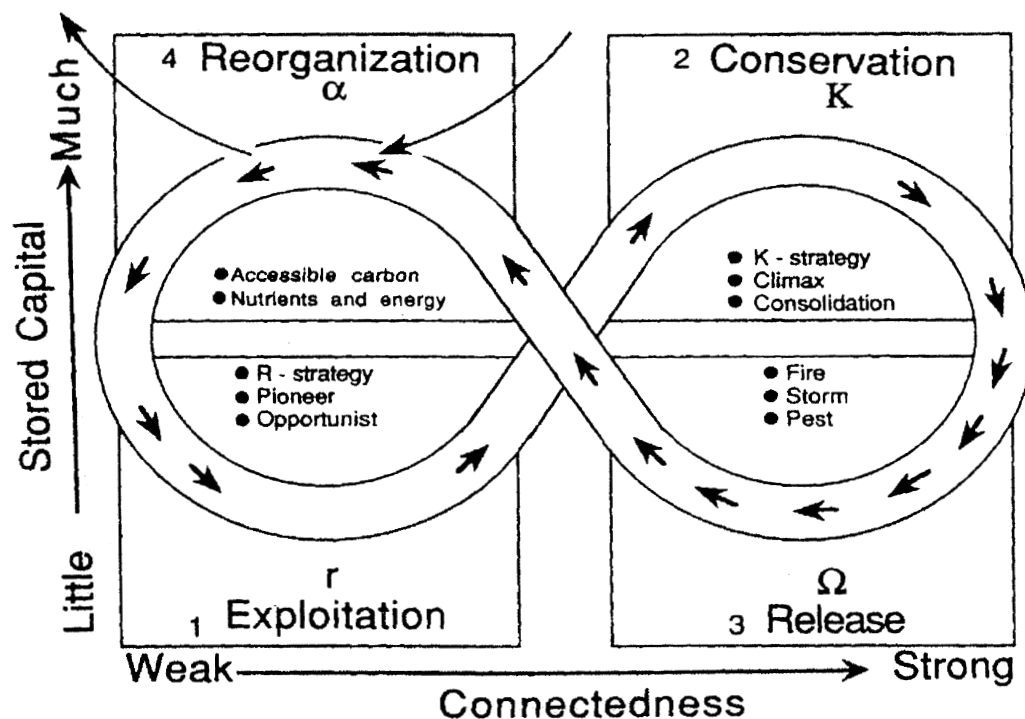 4 Reorganization
α
2 Conservation
K
Much
Stored Capital
Little
● Accessible carbon
● Nutrients and energy
● K - strategy
● Climax
● Consolidation
● R - strategy
● Pioneer
● Opportunist
● Fire
● Storm
● Pest
r
1 Exploitation
Ω
3 Release
Weak
Strong
Connectedness